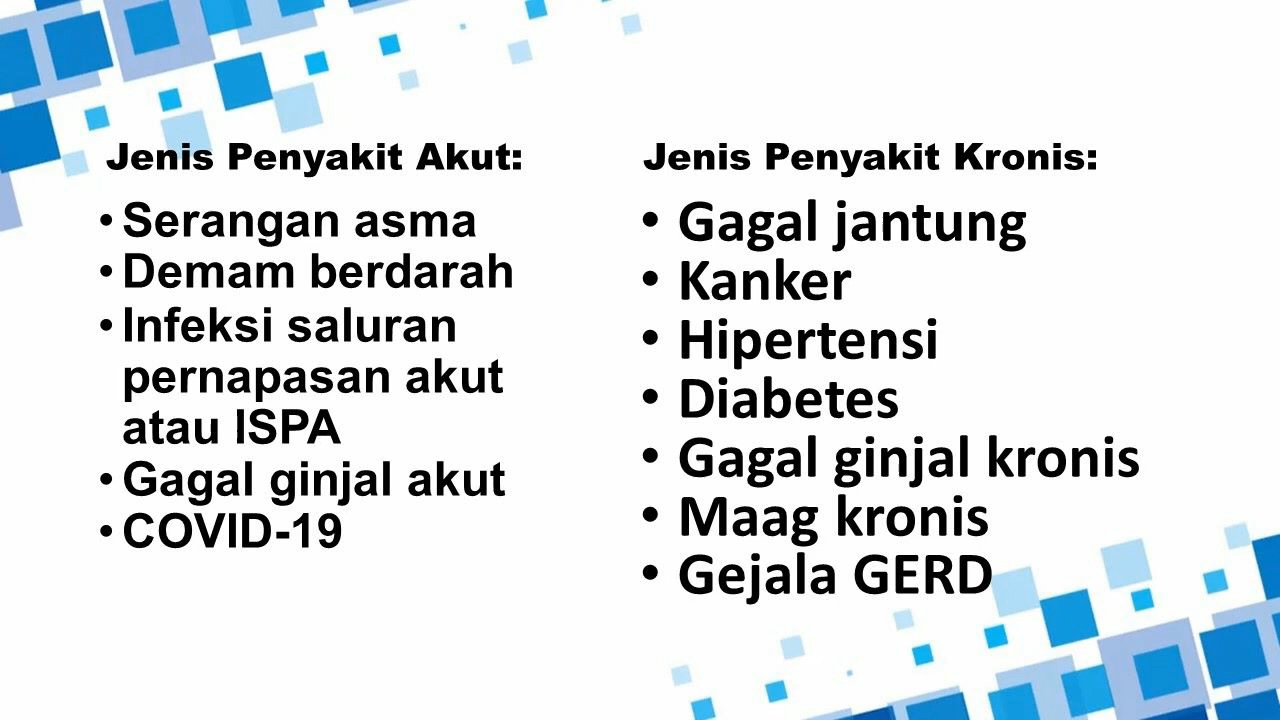 Jenis Penyakit Akut:
• Serangan asma
• Demam berdarah
• Infeksi saluran
pernapasan akut
atau ISPA
• Gagal ginjal akut
• COVID-19
Jenis Penyakit Kronis:
• Gagal jantung
• Kanker
• Hipertensi
• Diabetes
• Gagal ginjal kronis
• Maag kronis
• Gejala GERD